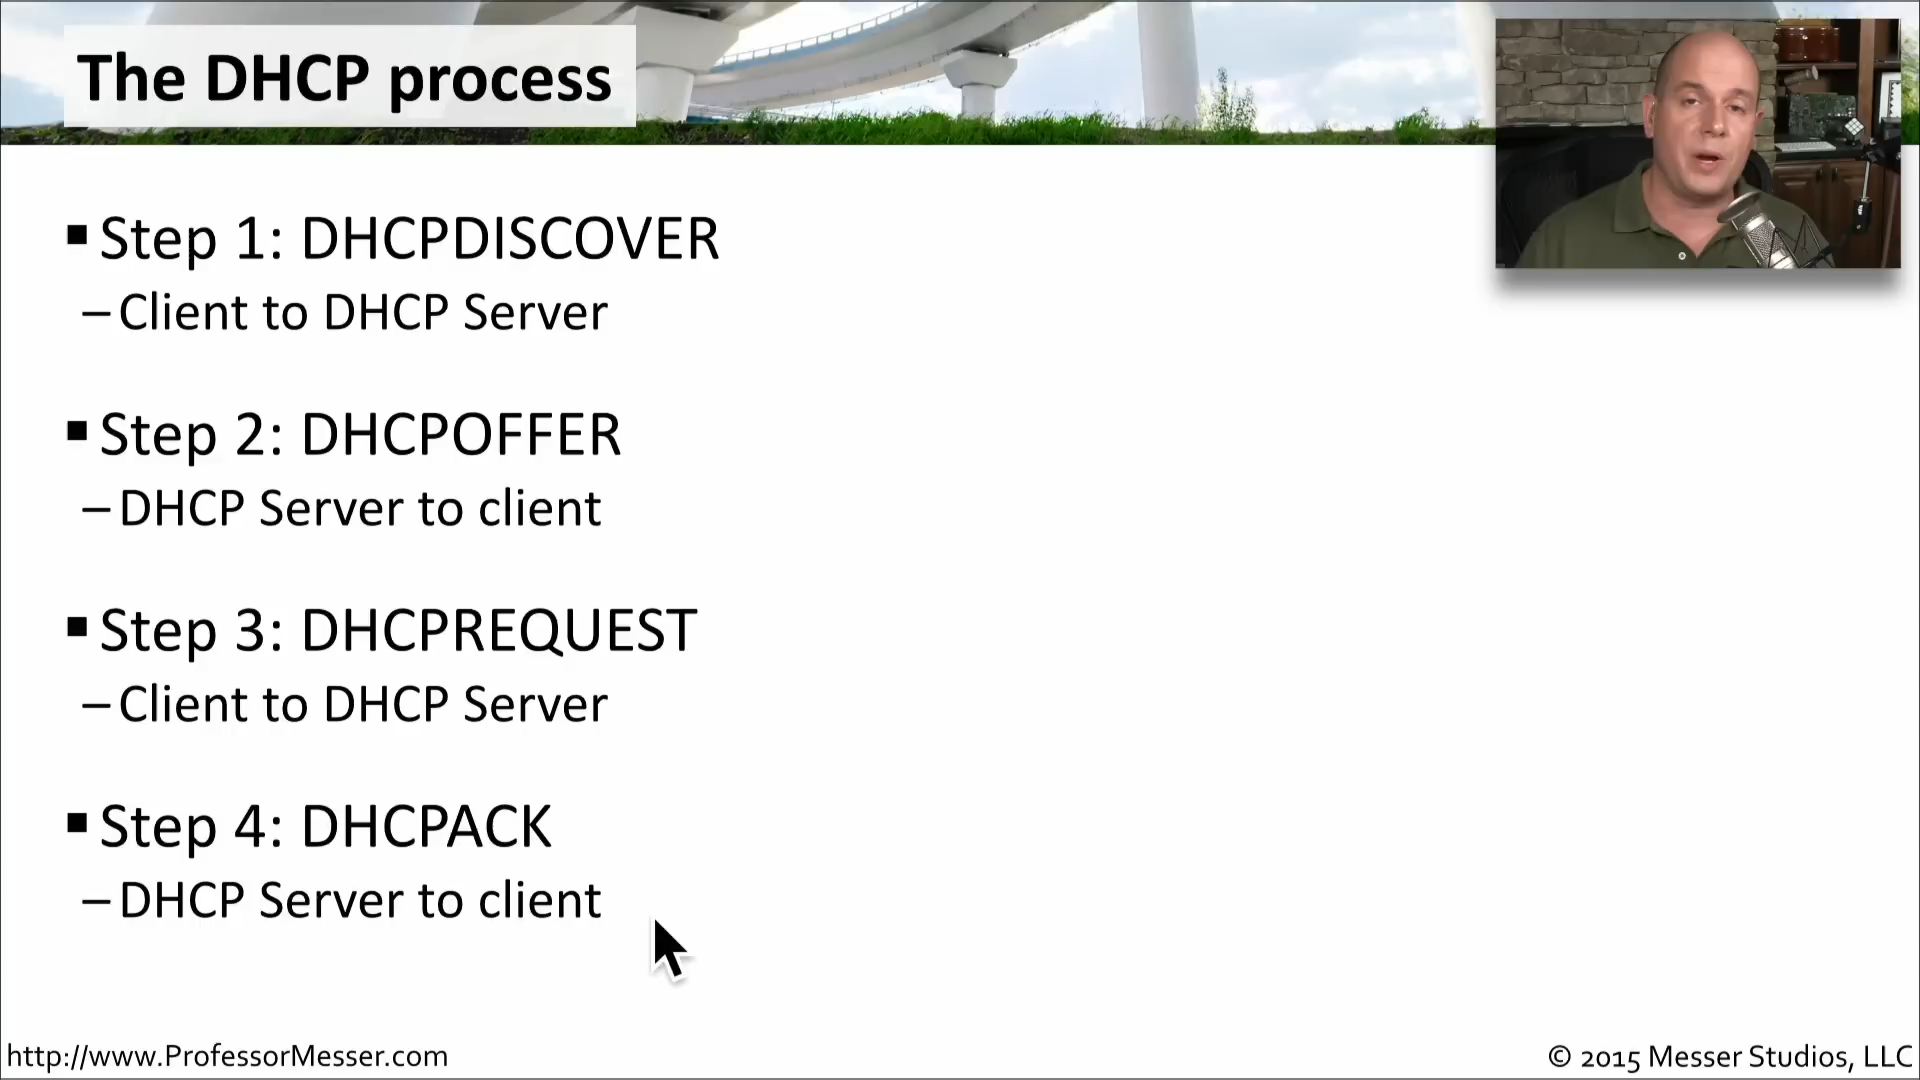 The DHCP process
▪ Step 1: DHCPDISCOVER
– Client to DHCP Server
▪ Step 2: DHCPOFFER
– DHCP Server to client
▪ Step 3: DHCPREQUEST
– Client to DHCP Server
▪ Step 4: DHCPACK
– DHCP Server to client
http://www.ProfessorMesser.com
© 2015 Messer Studios, LLC